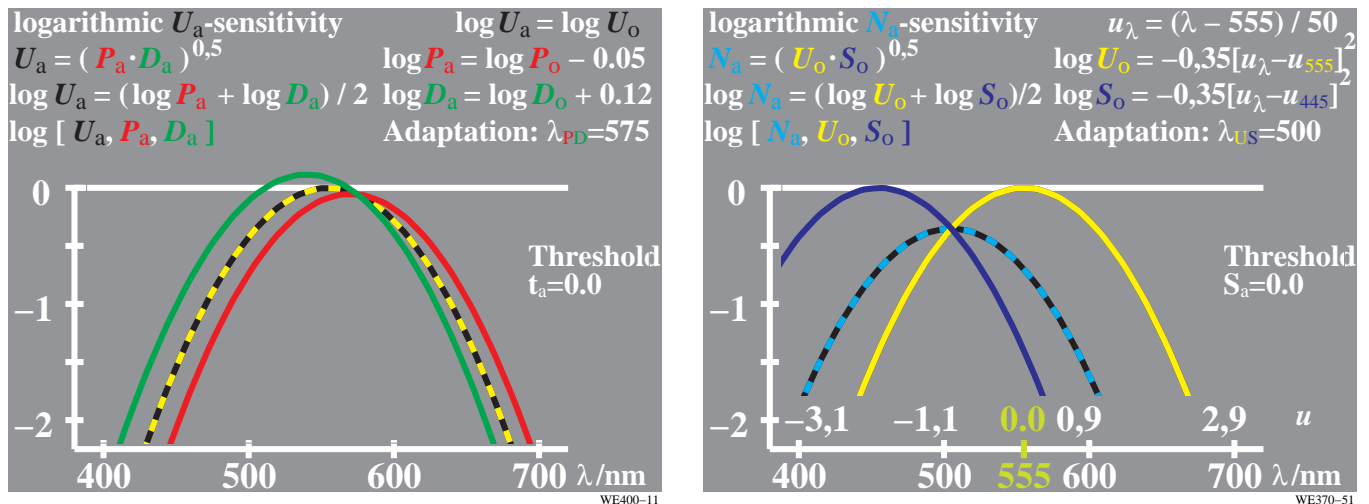 logarithmic Ua-sensitivity log Ua = log Uo
Ua = ( Pa·Da )0,5 log Pa = log Po − 0.05
log Ua = (log Pa + log Da) / 2 log Da = log Do + 0.12
log [ Ua, Pa, Da ] Adaptation: λPD=575
0
Threshold
ta=0.0
−1
−2
400 500 600 700 λ/nm
WE400−11
logarithmic Na-sensitivity uλ = (λ − 555) / 50
Na = ( Uo·So )0,5 log Uo = −0,35[uλ−u555]2
log Na = (log Uo + log So)/2 log So = −0,35[uλ−u445]2
log [ Na, Uo, So ] Adaptation: λUS=500
0
Threshold
Sa=0.0
−1
−2 −3,1 −1,1 0.0 0,9 2,9 u
400 500 555 600 700 λ/nm
WE370−51